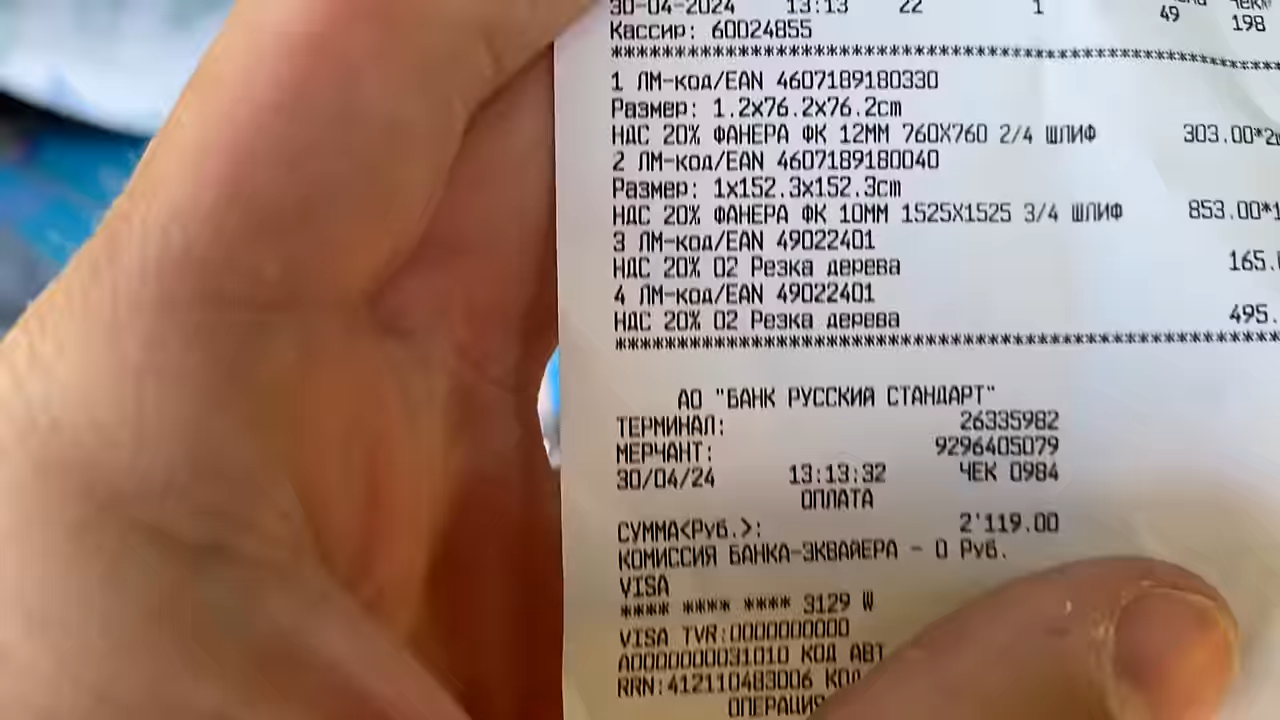 30-04-2024 13:13 22 1 49 198
Кассир: 60024855
************************************************************
1 ЛМ-код/EAN 4607189180330
Размер: 1.2x76.2x76.2cm
НДС 20% ФАНЕРА ФК 12ММ 760X760 2/4 ШЛИФ 303.00*2
2 ЛМ-код/EAN 4607189180040
Размер: 1x152.3x152.3cm
НДС 20% ФАНЕРА ФК 10ММ 1525X1525 3/4 ШЛИФ 853.00*1
3 ЛМ-код/EAN 49022401
НДС 20% 02 Резка дерева 165.
4 ЛМ-код/EAN 49022401
НДС 20% 02 Резка дерева 495.
************************************************************
АО "БАНК РУССКИЙ СТАНДАРТ"
ТЕРМИНАЛ: 26335982
МЕРЧАНТ: 9296405079
30/04/24 13:13:32 ЧЕК 0984
ОПЛАТА
СУММА<Руб.>: 2'119.00
КОМИССИЯ БАНКА-ЭКВАЙЕРА - 0 Руб.
VISA
**** **** **** 3129 W
VISA TVR:0000000000
A0000000031010 КОД АВТ
RRN:412110483006 КОД
ОПЕРАЦИЯ